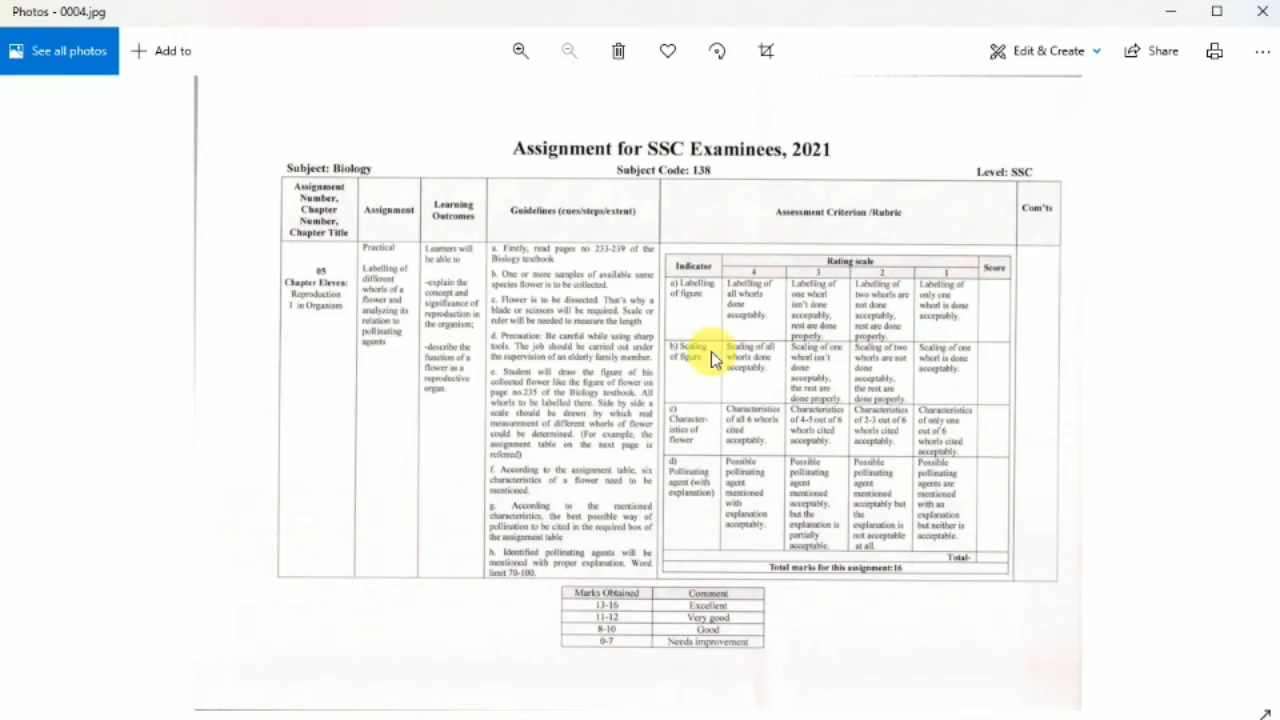 Photos - 0004.jpg
See all photos
Add to
Edit & Create
Share
Assignment for SSC Examinees, 2021
Subject: Biology
Subject Code: 138
Level: SSC
Assignment
Number,
Chapter
Number,
Chapter Title
Assignment
Learning
Outcomes
Guidelines (cues/steps/extent)
Assessment Criterion /Rubric
Com'ts
05
Chapter Eleven:
Reproduction
I in Organism
Practical
Labelling of
different
whorls of a
flower and
analyzing its
relation to
pollinating
agents
Learners will
be able to
-explain the
concept and
significance of
reproduction in
the organism;
-describe the
function of a
flower as a
reproductive
organ.
a. Firstly, read pages no 233-239 of the
Biology textbook
b. One or more samples of available same
species flower is to be collected.
c. Flower is to be dissected. That's why a
blade or scissors will be required. Scale or
ruler will be needed to measure the length
d. Precaution: Be careful while using sharp
tools. The job should be carried out under
the supervision of an elderly family member.
e. Student will draw the figure of his
collected flower like the figure of flower on
page no.235 of the Biology textbook. All
whorls to be labelled there. Side by side a
scale should be drawn by which real
measurement of different whorls of flower
could be determined. (For example, the
assignment table on the next page is
referred)
f. According to the assignment table, six
characteristics of a flower need to be
mentioned.
g. According to the mentioned
characteristics, the best possible way of
pollination to be cited in the required box of
the assignment table
h. Identified pollinating agents will be
mentioned with proper explanation. Word
limit 70-100.
Indicator
Rating scale
Score
4
3
2
1
a) Labelling
of figure
Labelling of
all whorls
done
acceptably.
Labelling of
one whorl
isn't done
acceptably,
rest are done
properly.
Labelling of
two whorls are
not done
acceptably,
rest are done
properly.
Labelling of
only one
whorl is done
acceptably.
b) Scaling
of figure
Scaling of all
whorls done
acceptably.
Scaling of one
whorl isn't
done
acceptably,
the rest are
done properly.
Scaling of two
whorls are not
done
acceptably,
the rest are
done properly.
Scaling of one
whorl is done
acceptably.
c)
Character-
istics of
flower
Characteristics
of all 6 whorls
cited
acceptably.
Characteristics
of 4-5 out of 6
whorls cited
acceptably.
Characteristics
of 2-3 out of 6
whorls cited
acceptably.
Characteristics
of only one
out of 6
whorls cited
acceptably.
d)
Pollinating
agent (with
explanation)
Possible
pollinating
agent
mentioned
with
explanation
acceptably.
Possible
pollinating
agent
mentioned
acceptably,
but the
explanation is
partially
acceptable.
Possible
pollinating
agent
mentioned
acceptably but
the
explanation is
not acceptable
at all.
Possible
pollinating
agents are
mentioned
with an
explanation
but neither is
acceptable.
Total-
Total marks for this assignment:16
Marks Obtained
Comment
13-16
Excellent
11-12
Very good
8-10
Good
0-7
Needs improvement